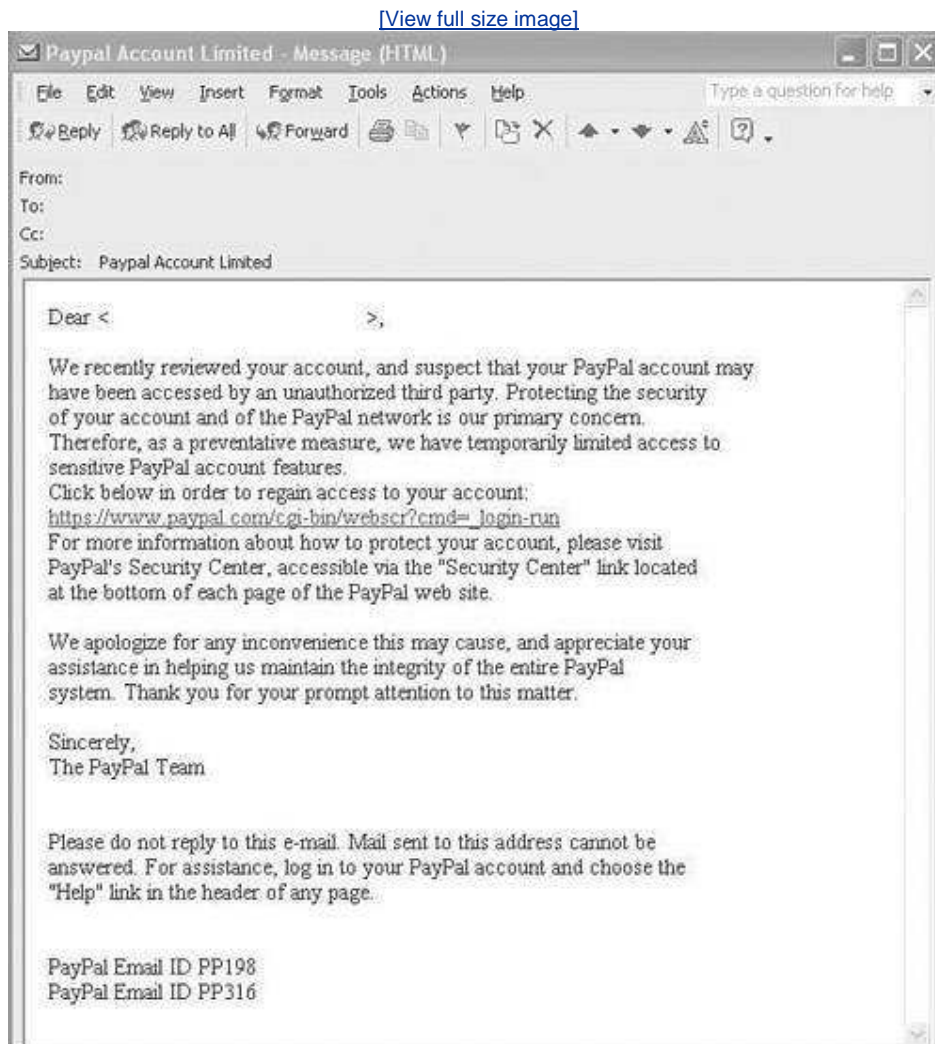 [View full size image]
Paypal Account Limited - Message (HTML)
File Edit View Insert Format Tools Actions Help Type a question for help
Reply Reply to All Forward
From:
To:
Cc:
Subject: Paypal Account Limited
Dear < >,
We recently reviewed your account, and suspect that your PayPal account may
have been accessed by an unauthorized third party. Protecting the security
of your account and of the PayPal network is our primary concern.
Therefore, as a preventative measure, we have temporarily limited access to
sensitive PayPal account features.
Click below in order to regain access to your account:
https://www.paypal.com/cgi-bin/webscr?cmd=_login-run
For more information about how to protect your account, please visit
PayPal's Security Center, accessible via the "Security Center" link located
at the bottom of each page of the PayPal web site.
We apologize for any inconvenience this may cause, and appreciate your
assistance in helping us maintain the integrity of the entire PayPal
system. Thank you for your prompt attention to this matter.
Sincerely,
The PayPal Team
Please do not reply to this e-mail. Mail sent to this address cannot be
answered. For assistance, log in to your PayPal account and choose the
"Help" link in the header of any page.
PayPal Email ID PP198
PayPal Email ID PP316